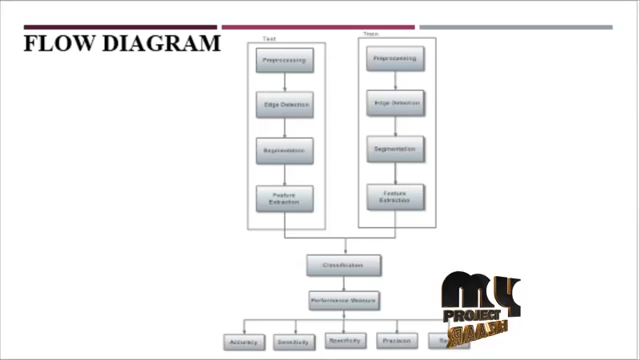 FLOW DIAGRAM
Test
Preprocessing
Edge Detection
Segmentation
Feature
Extraction
Train
Preprocessing
Edge Detection
Segmentation
Feature
Extraction
Classification
Performance Measure
Accuracy
Sensitivity
Specificity
Precision
MY
PROJECT